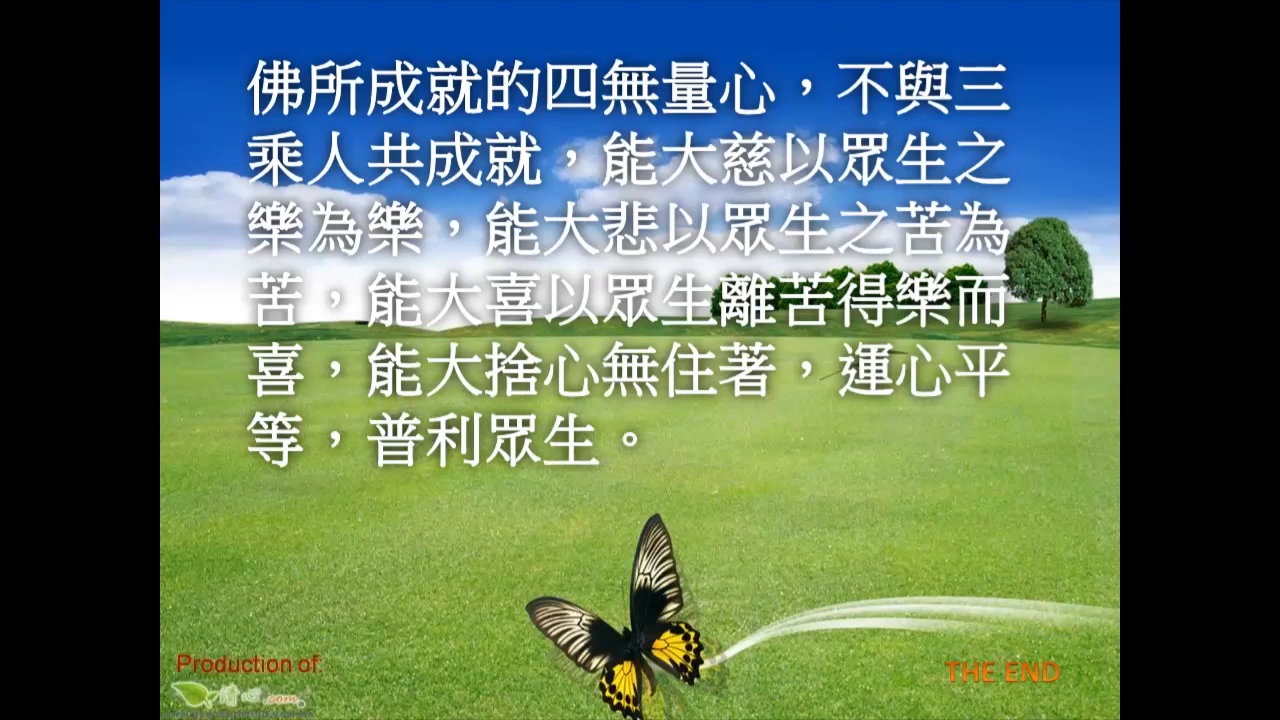 佛所成就的四無量心，不與三
乘人共成就，能大慈以眾生之
樂為樂，能大悲以眾生之苦為
苦，能大喜以眾生離苦得樂而
喜，能大捨心無住著，運心平
等，普利眾生。
Production of
THE END
情心.com